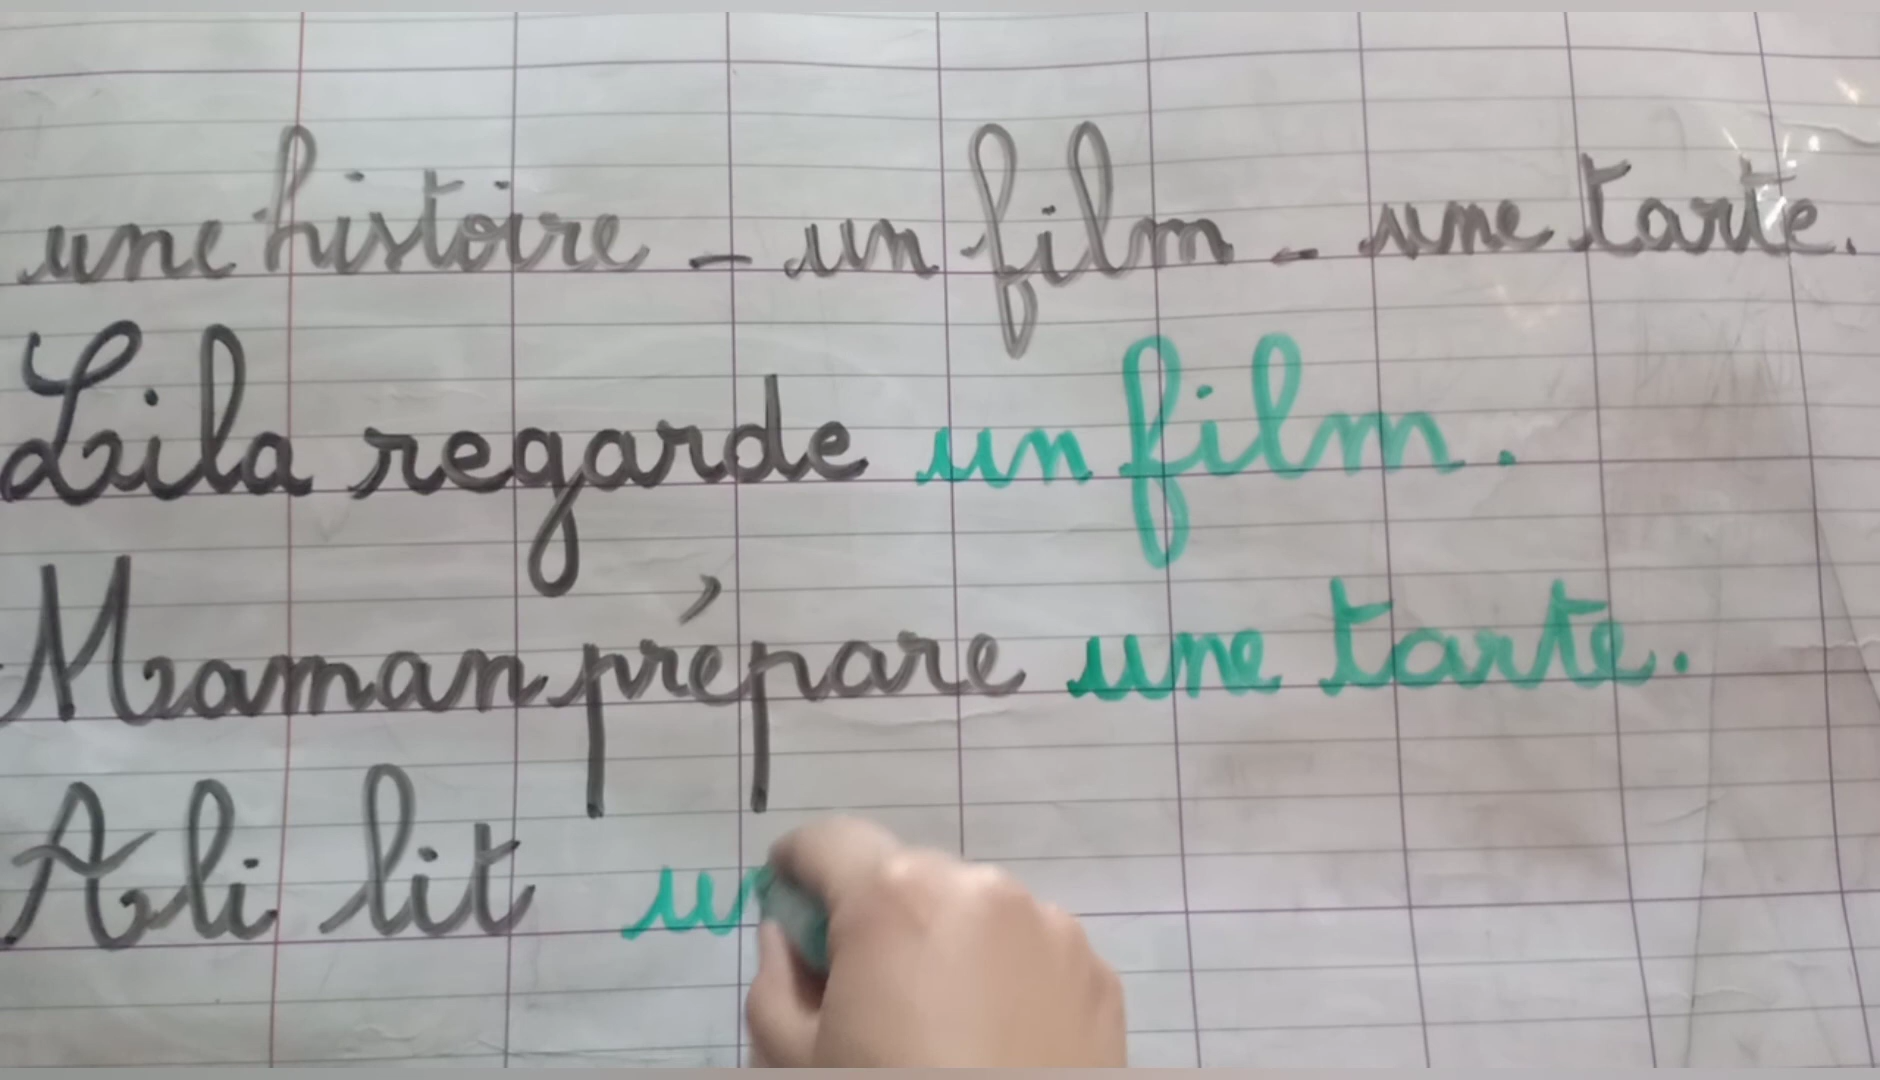 une histoire - un film - une tarte.
Lila regarde un film.
Maman prépare une tarte.
Ali lit